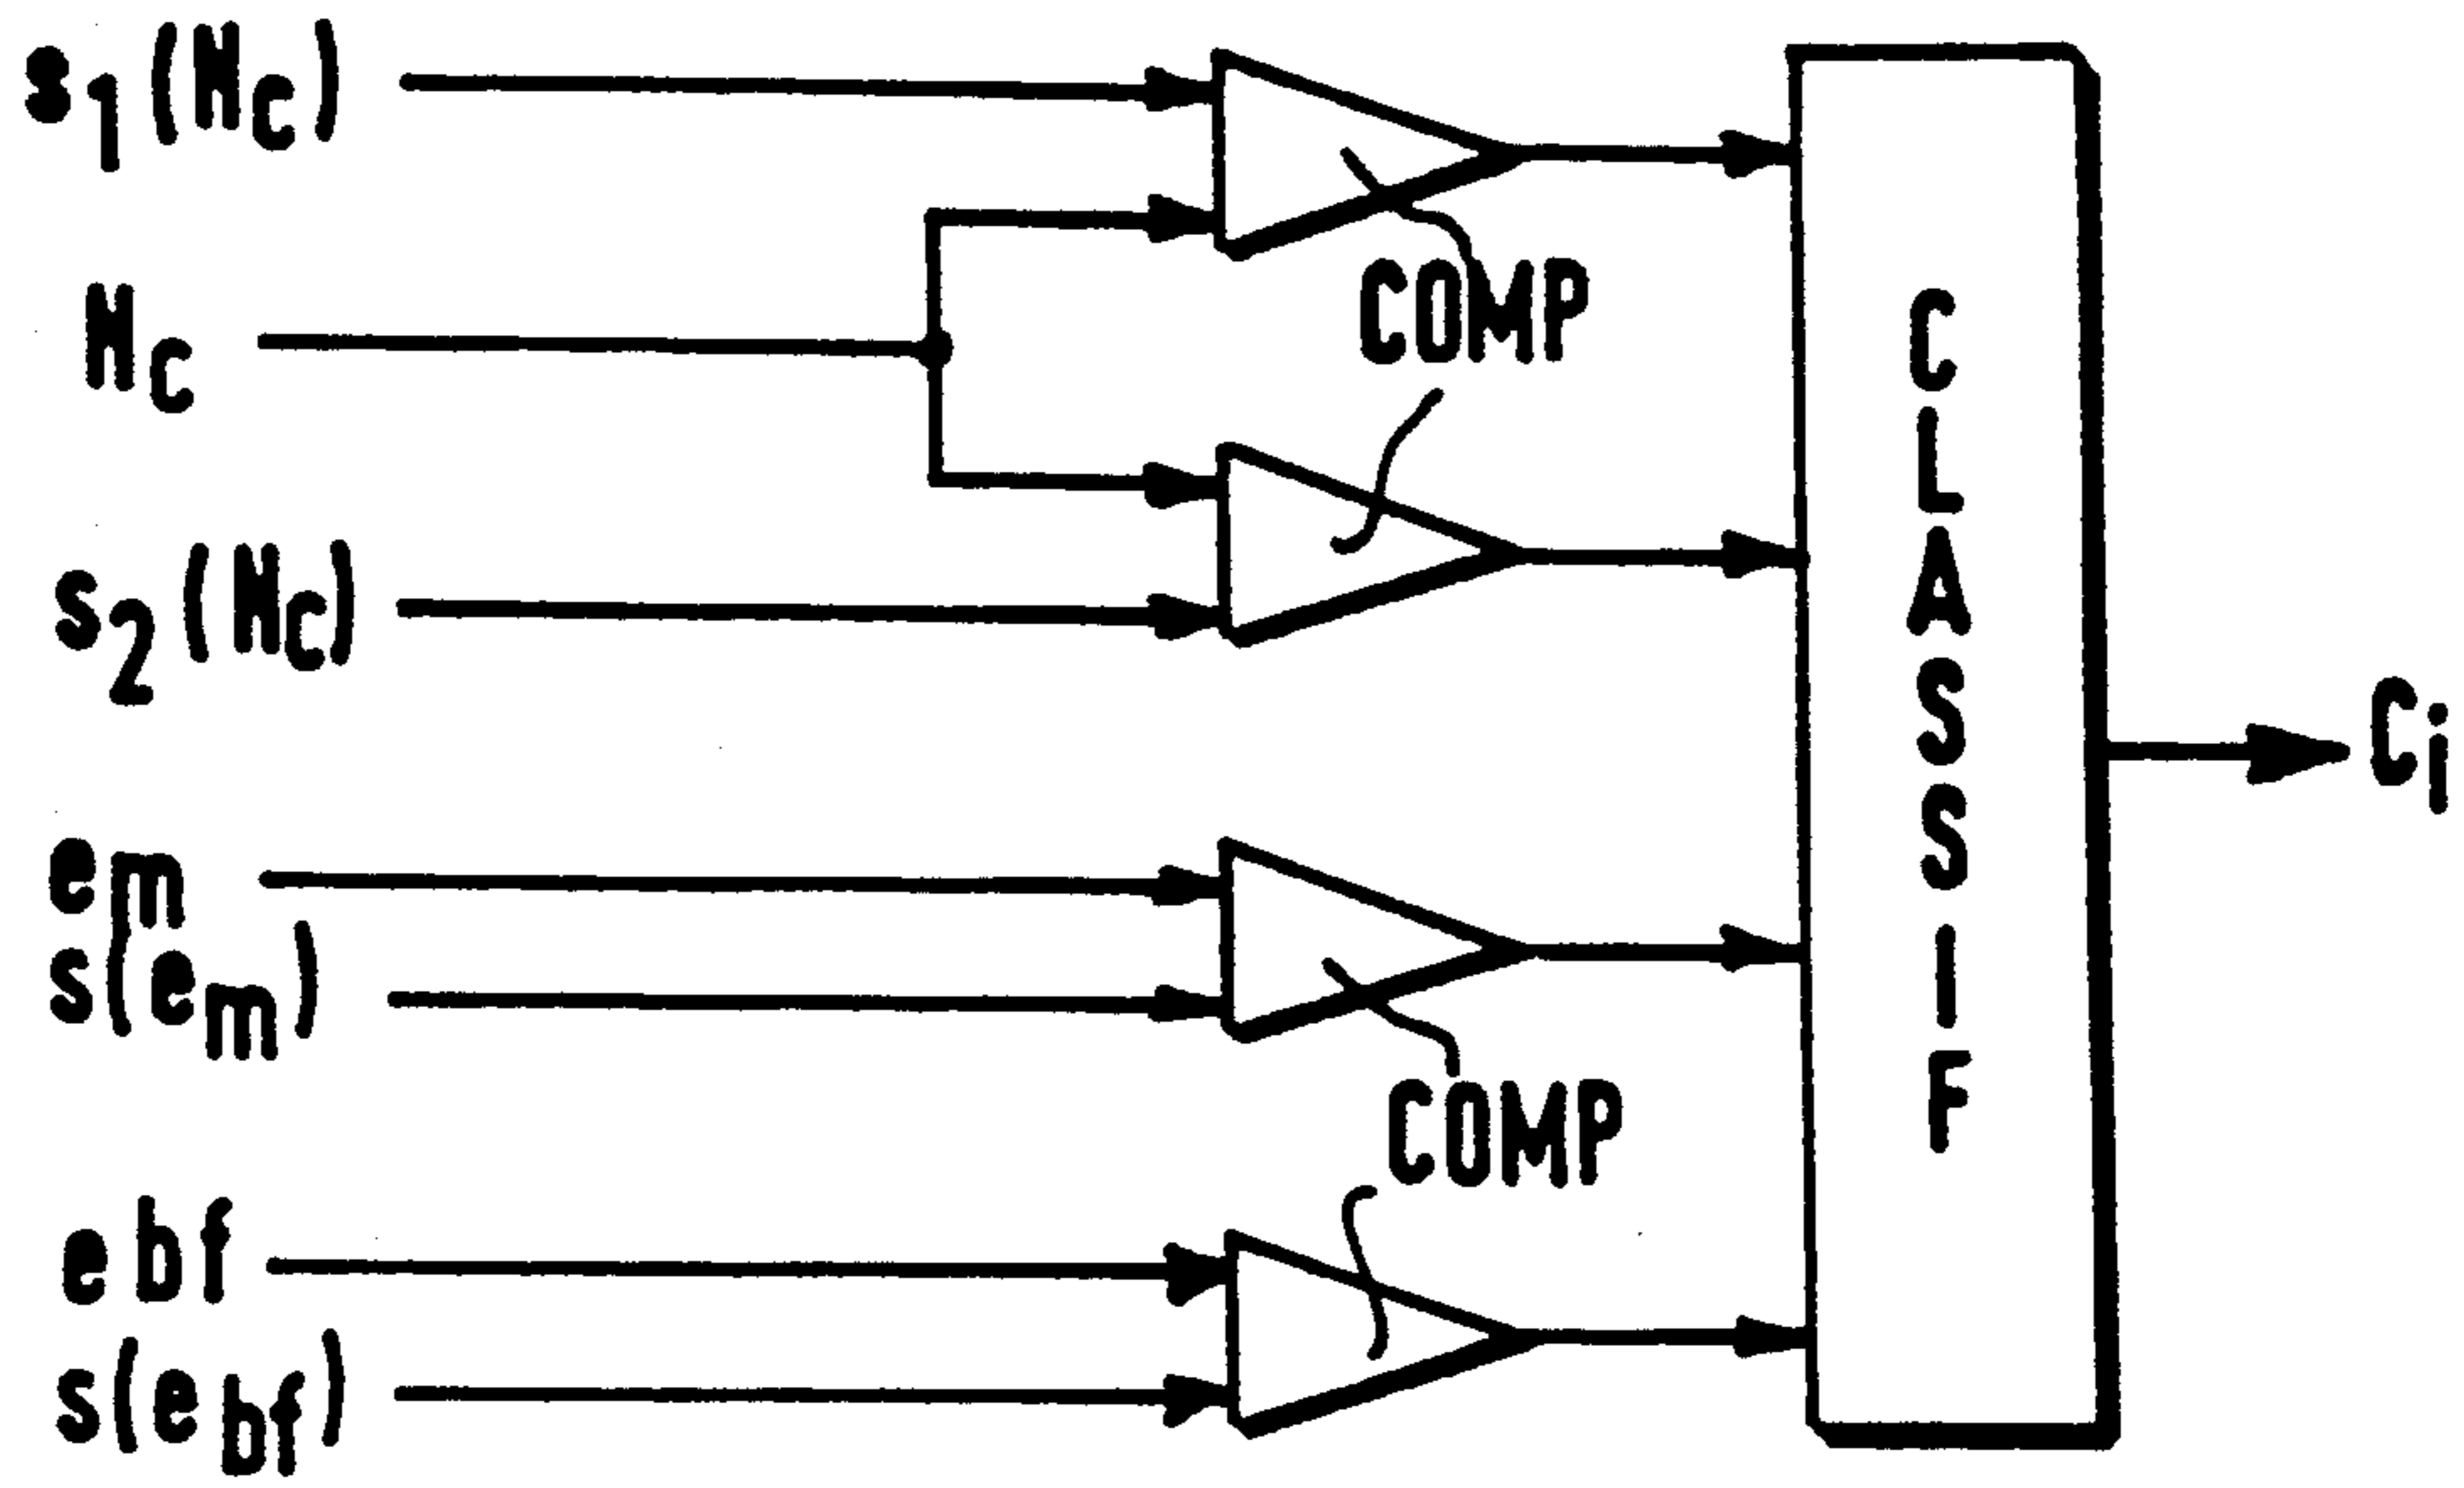 s1(Nc)
Nc
COMP
s2(Nc)
em
s(em)
COMP
ebf
s(ebf)
CLASSIF
Ci